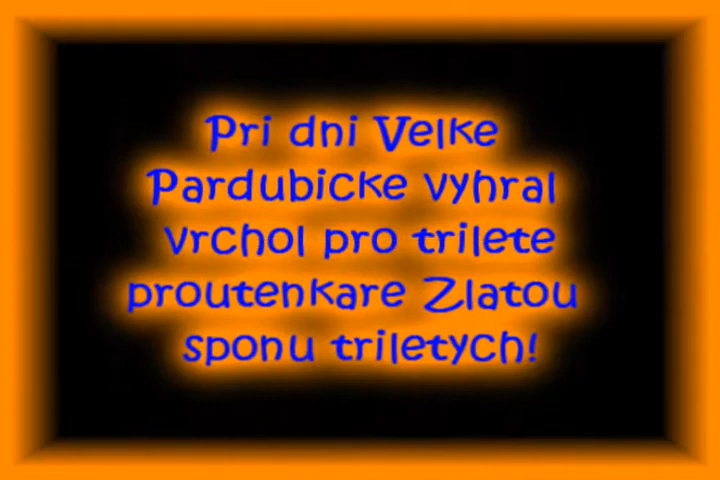 Pri dni Velke
Pardubicke vyhral
vrchol pro trilete
proutenkare Zlatou
sponu triletych!